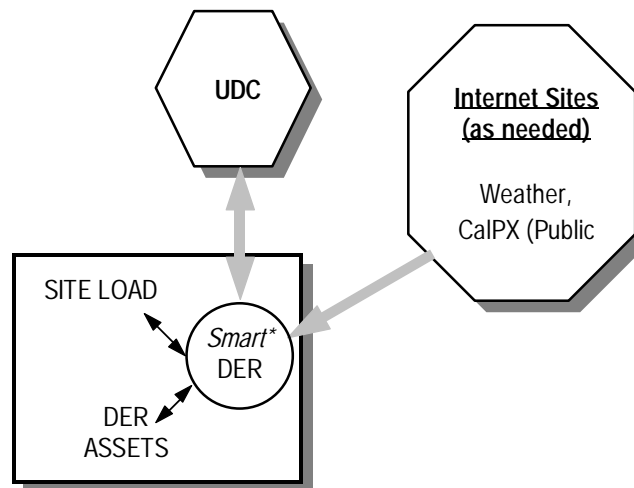 UDC
Internet Sites
(as needed)
Weather,
CalPX (Public
SITE LOAD
Smart*
DER
DER
ASSETS